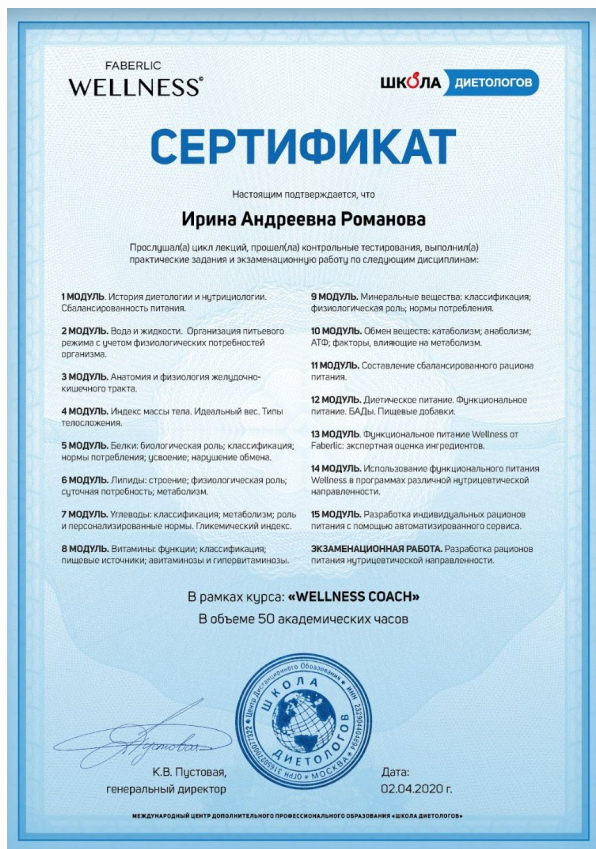 FABERLIC
WELLNESS®
ШКОЛА ДИЕТОЛОГОВ
СЕРТИФИКАТ
Настоящим подтверждается, что
Ирина Андреевна Романова
Прослушал(а) цикл лекций, прошел(ла) контрольные тестирования, выполнил(а)
практические задания и экзаменационную работу по следующим дисциплинам:
1 МОДУЛЬ. История диетологии и нутрициологии.
Сбалансированность питания.
2 МОДУЛЬ. Вода и жидкости. Организация питьевого
режима с учетом физиологических потребностей
организма.
3 МОДУЛЬ. Анатомия и физиология желудочно-
кишечного тракта.
4 МОДУЛЬ. Индекс массы тела. Идеальный вес. Типы
телосложения.
5 МОДУЛЬ. Белки: биологическая роль; классификация;
нормы потребления; усвоение; нарушение обмена.
6 МОДУЛЬ. Липиды: строение; физиологическая роль;
суточная потребность; метаболизм.
7 МОДУЛЬ. Углеводы: классификация; метаболизм; роль
и персонализированные нормы. Гликемический индекс.
8 МОДУЛЬ. Витамины: функции; классификация;
пищевые источники; авитаминозы и гипервитаминозы.
9 МОДУЛЬ. Минеральные вещества: классификация;
физиологическая роль; нормы потребления.
10 МОДУЛЬ. Обмен веществ: катаболизм; анаболизм;
АТФ; факторы, влияющие на метаболизм.
11 МОДУЛЬ. Составление сбалансированного рациона
питания.
12 МОДУЛЬ. Диетическое питание. Функциональное
питание. БАДы. Пищевые добавки.
13 МОДУЛЬ. Функциональное питание Wellness от
Faberlic: экспертная оценка ингредиентов.
14 МОДУЛЬ. Использование функционального питания
Wellness в программах различной нутрицевтической
направленности.
15 МОДУЛЬ. Разработка индивидуальных рационов
питания с помощью автоматизированного сервиса.
ЭКЗАМЕНАЦИОННАЯ РАБОТА. Разработка рационов
питания нутрицевтической направленности.
В рамках курса: «WELLNESS COACH»
В объеме 50 академических часов
Центр Дистанционного Образования
ШКОЛА
ДИЕТОЛОГОВ
МОСКВА
К.В. Пустовая,
генеральный директор
Дата:
02.04.2020 г.
МЕЖДУНАРОДНЫЙ ЦЕНТР ДОПОЛНИТЕЛЬНОГО ПРОФЕССИОНАЛЬНОГО ОБРАЗОВАНИЯ «ШКОЛА ДИЕТОЛОГОВ»